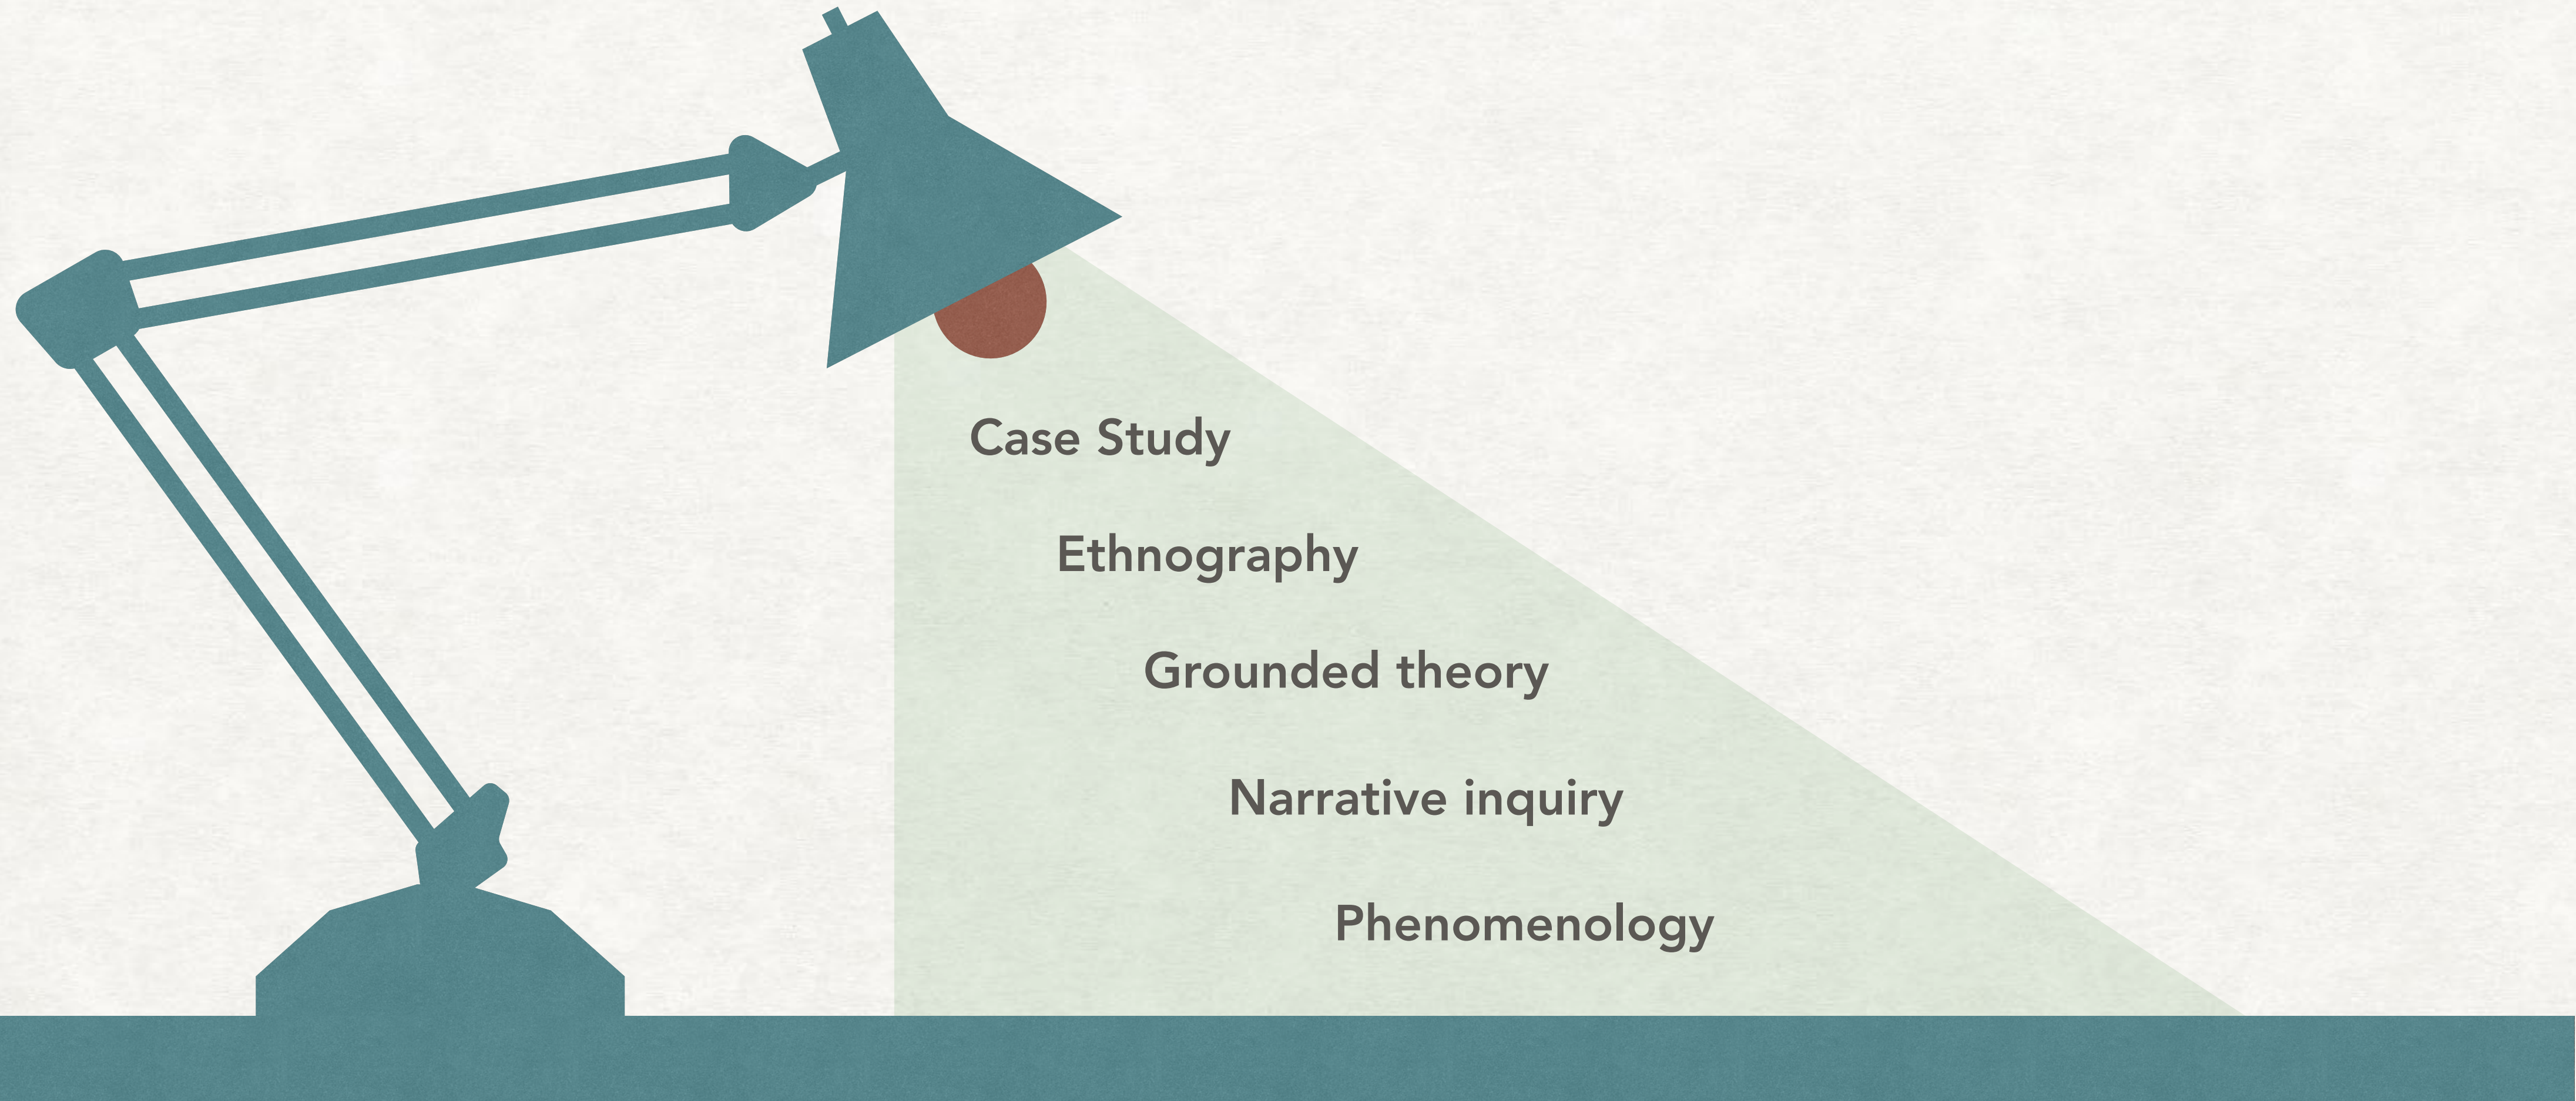 Case Study
Ethnography
Grounded theory
Narrative inquiry
Phenomenology